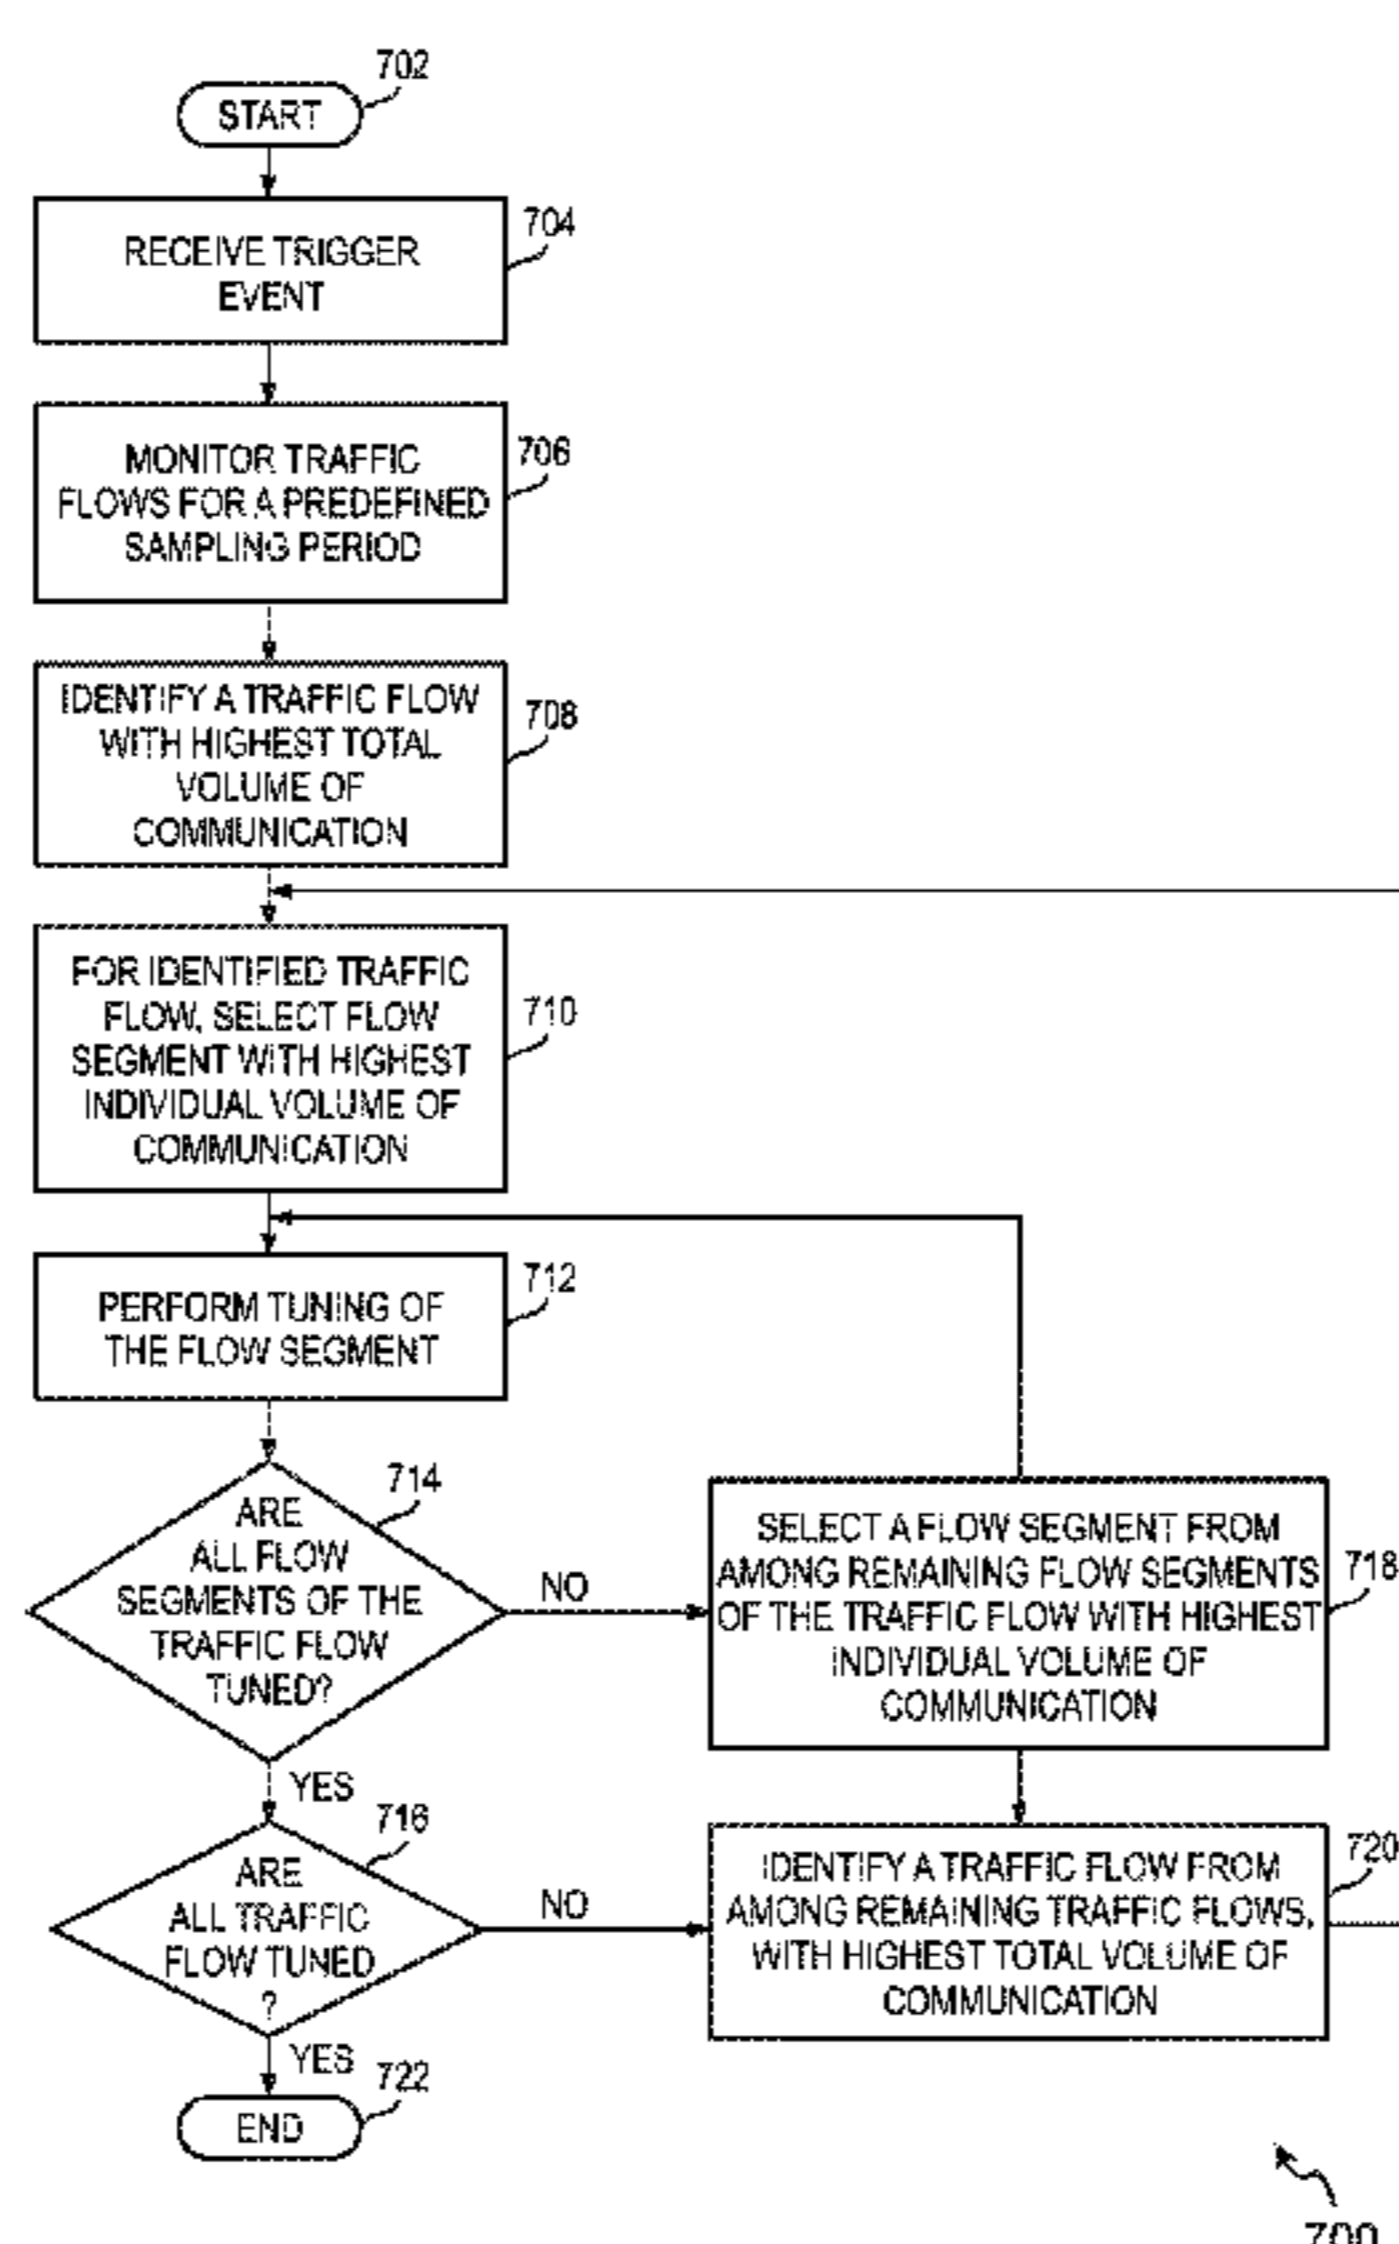 702
START
704
RECEIVE TRIGGER
EVENT
706
MONITOR TRAFFIC
FLOWS FOR A PREDEFINED
SAMPLING PERIOD
708
IDENTIFY A TRAFFIC FLOW
WITH HIGHEST TOTAL
VOLUME OF
COMMUNICATION
710
FOR IDENTIFIED TRAFFIC
FLOW, SELECT FLOW
SEGMENT WITH HIGHEST
INDIVIDUAL VOLUME OF
COMMUNICATION
712
PERFORM TUNING OF
THE FLOW SEGMENT
714
ARE
ALL FLOW
SEGMENTS OF THE
TRAFFIC FLOW
TUNED?
NO
718
SELECT A FLOW SEGMENT FROM
AMONG REMAINING FLOW SEGMENTS
OF THE TRAFFIC FLOW WITH HIGHEST
INDIVIDUAL VOLUME OF
COMMUNICATION
YES
716
ARE
ALL TRAFFIC
FLOW TUNED
?
NO
720
IDENTIFY A TRAFFIC FLOW FROM
AMONG REMAINING TRAFFIC FLOWS,
WITH HIGHEST TOTAL VOLUME OF
COMMUNICATION
YES
722
END
700